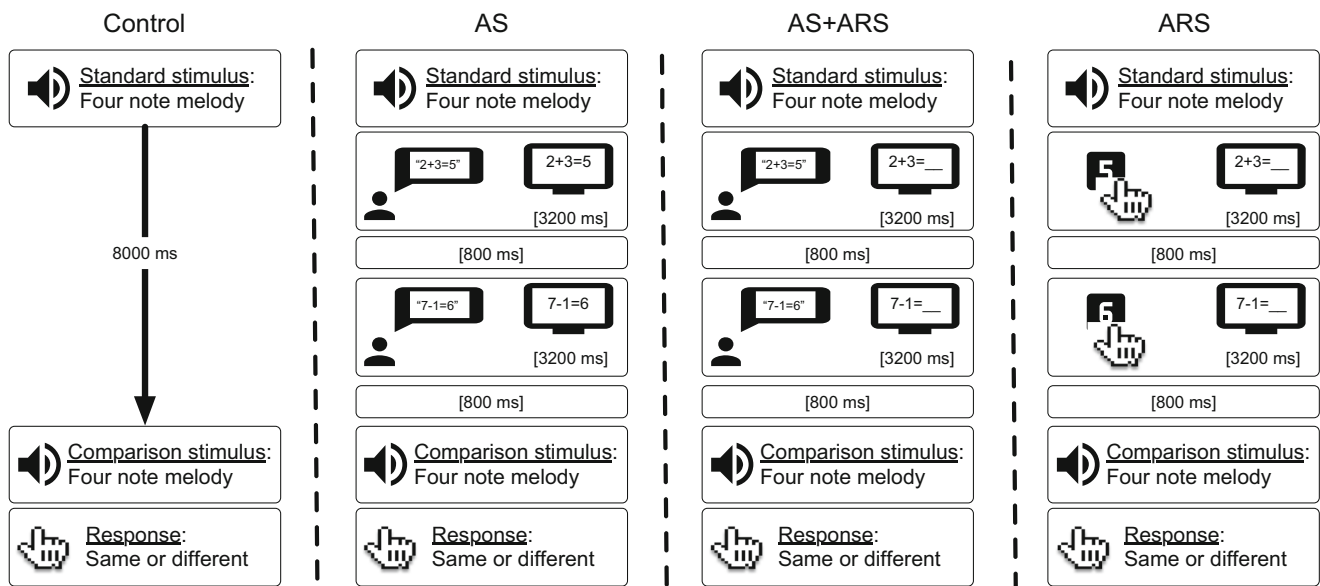 Control
Standard stimulus:
Four note melody
8000 ms
Comparison stimulus:
Four note melody
Response:
Same or different
AS
Standard stimulus:
Four note melody
"2+3=5"
2+3=5
[3200 ms]
[800 ms]
"7-1=6"
7-1=6
[3200 ms]
[800 ms]
Comparison stimulus:
Four note melody
Response:
Same or different
AS+ARS
Standard stimulus:
Four note melody
"2+3=5"
2+3=__
[3200 ms]
[800 ms]
"7-1=6"
7-1=__
[3200 ms]
[800 ms]
Comparison stimulus:
Four note melody
Response:
Same or different
ARS
Standard stimulus:
Four note melody
5
2+3=__
[3200 ms]
[800 ms]
6
7-1=__
[3200 ms]
[800 ms]
Comparison stimulus:
Four note melody
Response:
Same or different